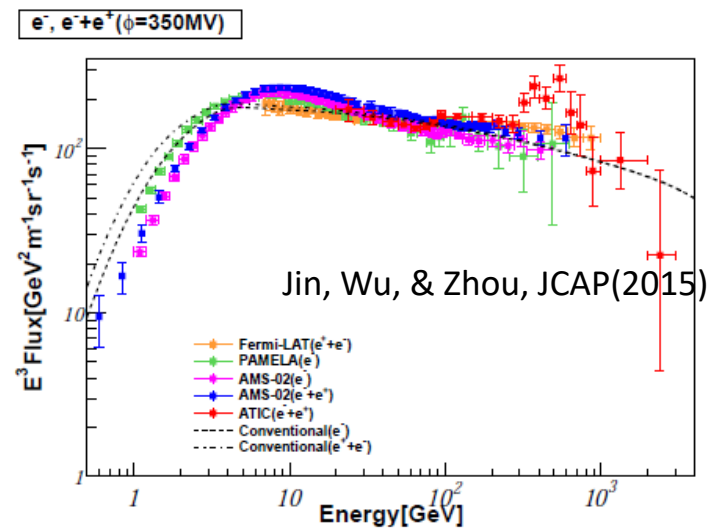 e⁻, e⁻+e⁺(ϕ=350MV)
E³Flux[GeV²m⁻¹sr⁻¹s⁻¹]
10²
10
1
Jin, Wu, & Zhou, JCAP(2015)
Fermi-LAT(e⁺+e⁻)
PAMELA(e⁻)
AMS-02(e⁻)
AMS-02(e⁻+e⁺)
ATIC(e⁻+e⁺)
Conventional(e⁻)
Conventional(e⁺+e⁻)
1 10 10² 10³
Energy[GeV]